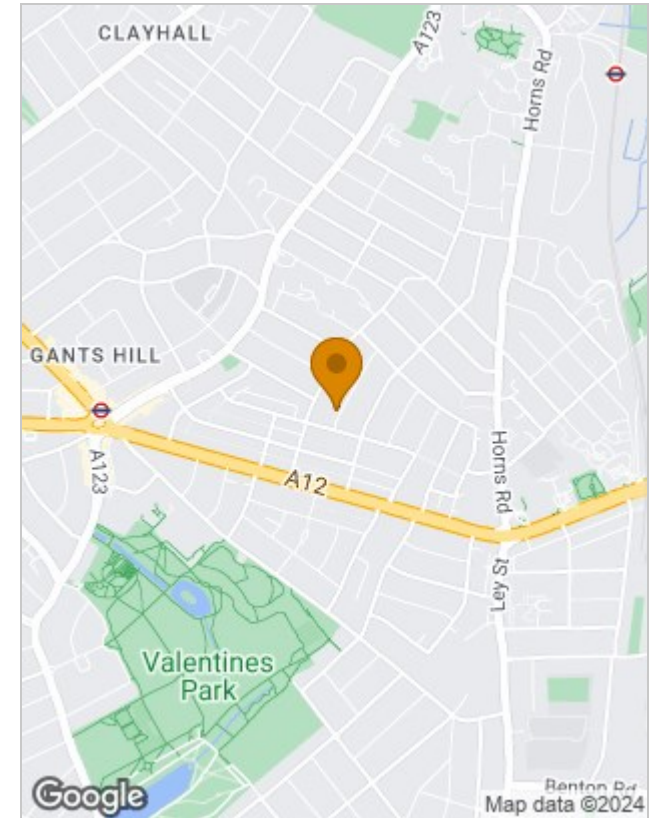 CLAYHALL
A123
Horns Rd
GANTS HILL
A123
A12
Horns Rd
Ley St
Valentines
Park
Benton Rd
Google
Map data ©2024